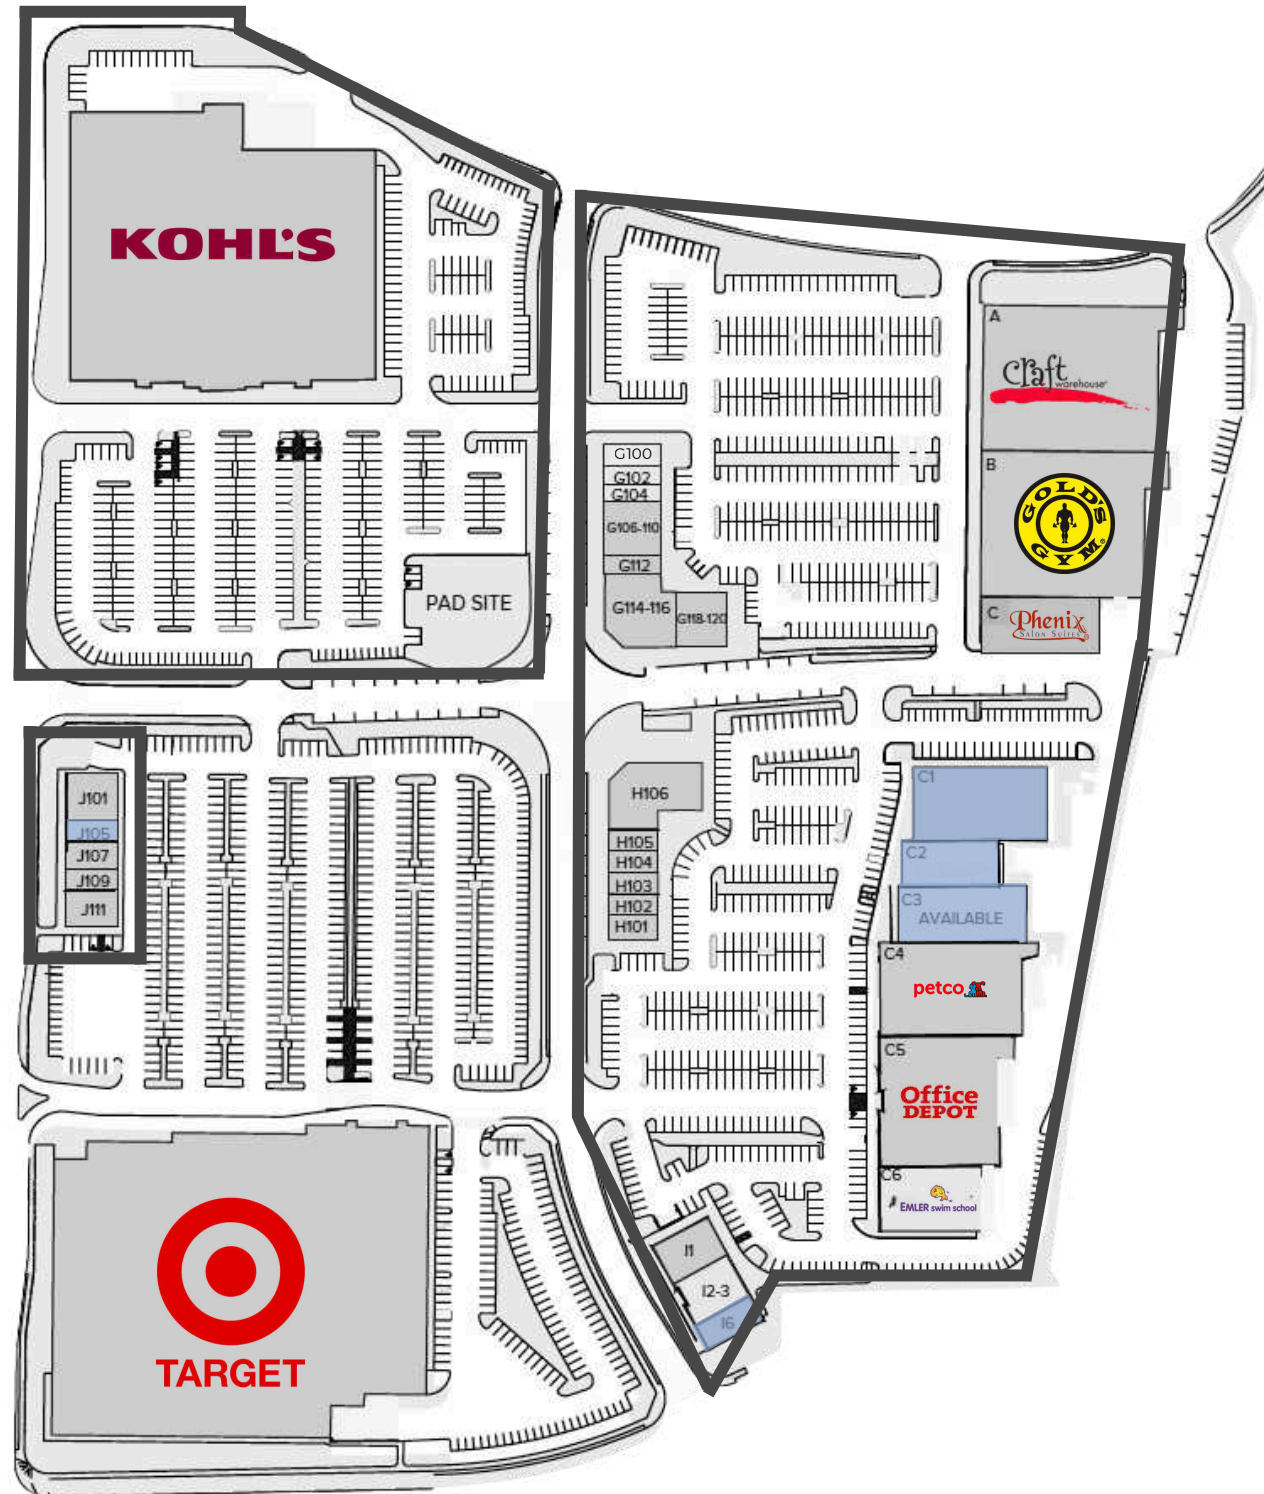 KOHL'S
PAD SITE
A
craft
warehouse
B
GOLD'S
GYM
C
Phenix
SALON SUITES
G100
G102
G104
G106-110
G112
G114-116
G118-120
J101
J105
J107
J109
J111
H106
H105
H104
H103
H102
H101
C1
C2
C3
AVAILABLE
C4
petco
C5
Office
DEPOT
C6
EMLER swim school
I1
I2-3
I6
TARGET